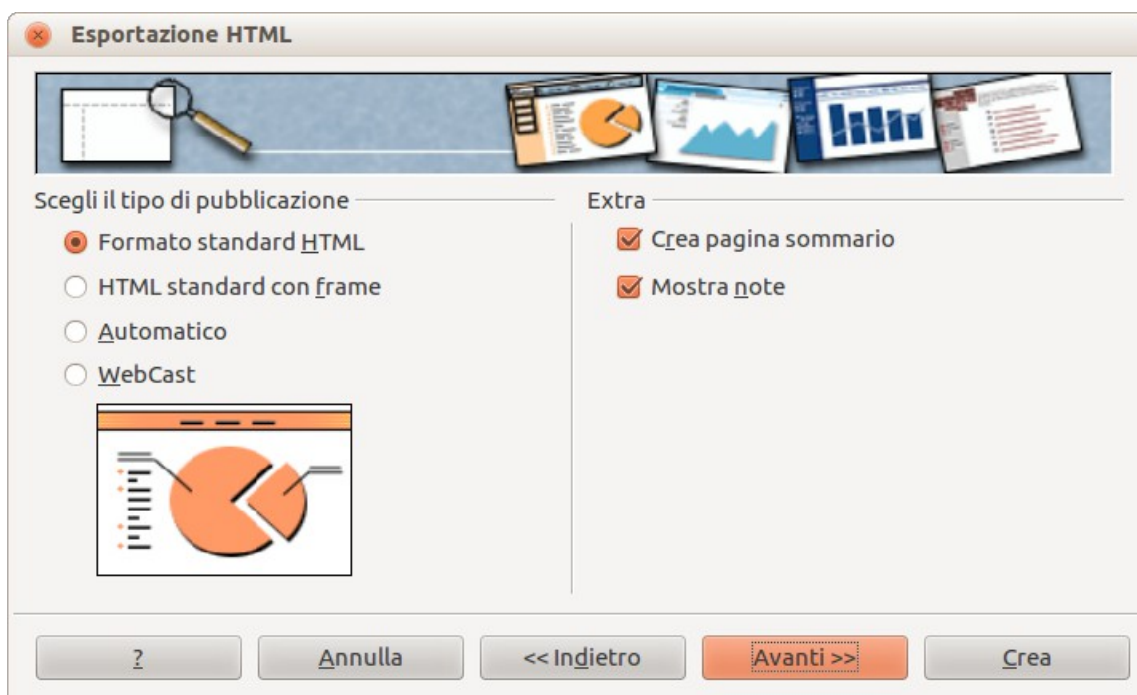 Esportazione HTML
Scegli il tipo di pubblicazione
Formato standard HTML
HTML standard con frame
Automatico
WebCast
Extra
Crea pagina sommario
Mostra note
?
Annulla
<< Indietro
Avanti >>
Crea